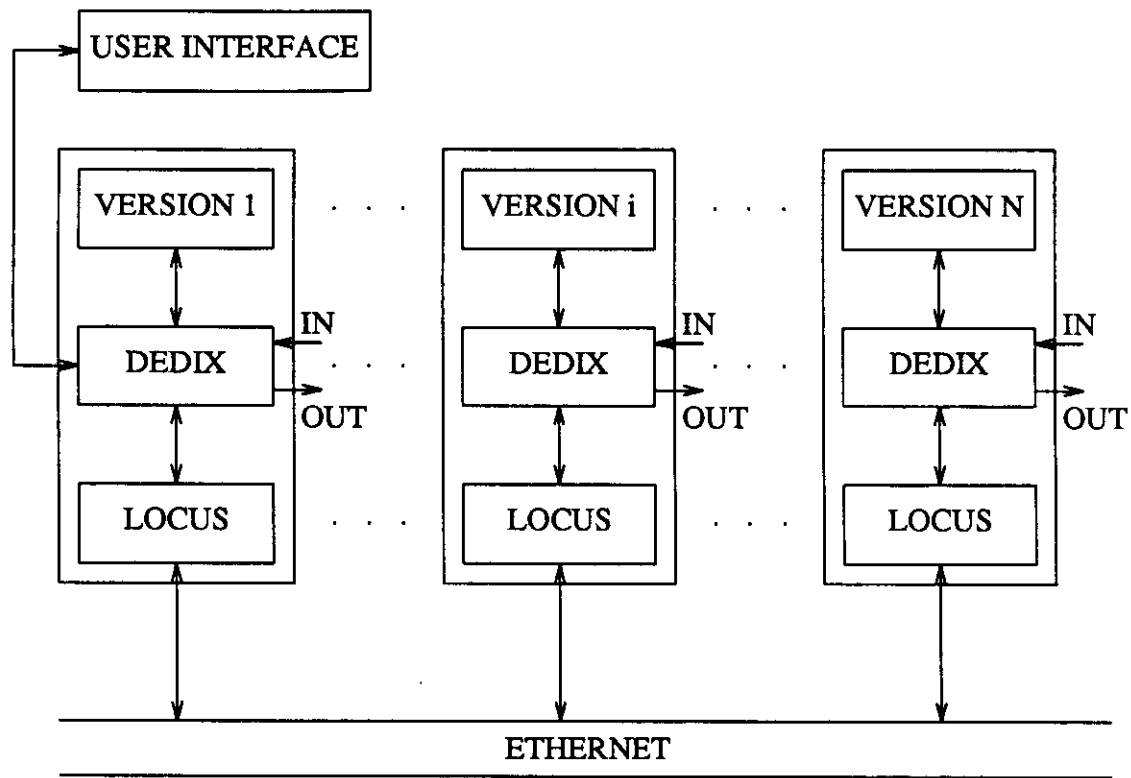 USER INTERFACE
VERSION 1 . . . VERSION i . . . VERSION N
IN IN IN
DEDIX . . . DEDIX . . . DEDIX
OUT OUT OUT
LOCUS . . . LOCUS . . . LOCUS
ETHERNET